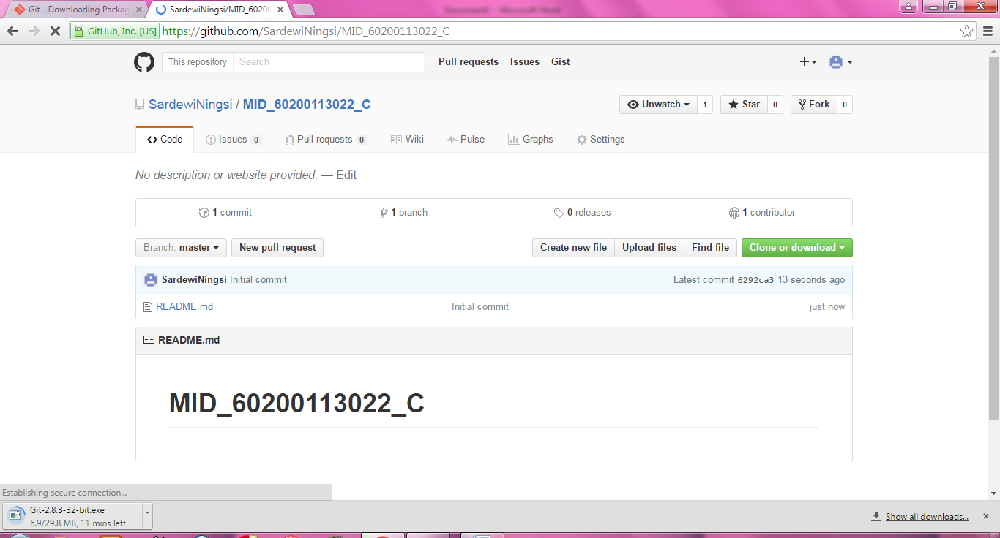 Git - Downloading Packag
SardewiNingsi/MID_6020
Document1 - Microsoft Word
GitHub, Inc. [US] https://github.com/SardewiNingsi/MID_60200113022_C
This repository Search Pull requests Issues Gist
SardewiNingsi / MID_60200113022_C
Unwatch 1 Star 0 Fork 0
Code Issues 0 Pull requests 0 Wiki Pulse Graphs Settings
No description or website provided. — Edit
1 commit 1 branch 0 releases 1 contributor
Branch: master New pull request Create new file Upload files Find file Clone or download
SardewiNingsi Initial commit Latest commit 6292ca3 13 seconds ago
README.md Initial commit just now
README.md
MID_60200113022_C
Establishing secure connection...
Git-2.8.3-32-bit.exe
6.9/29.8 MB, 11 mins left
Show all downloads...